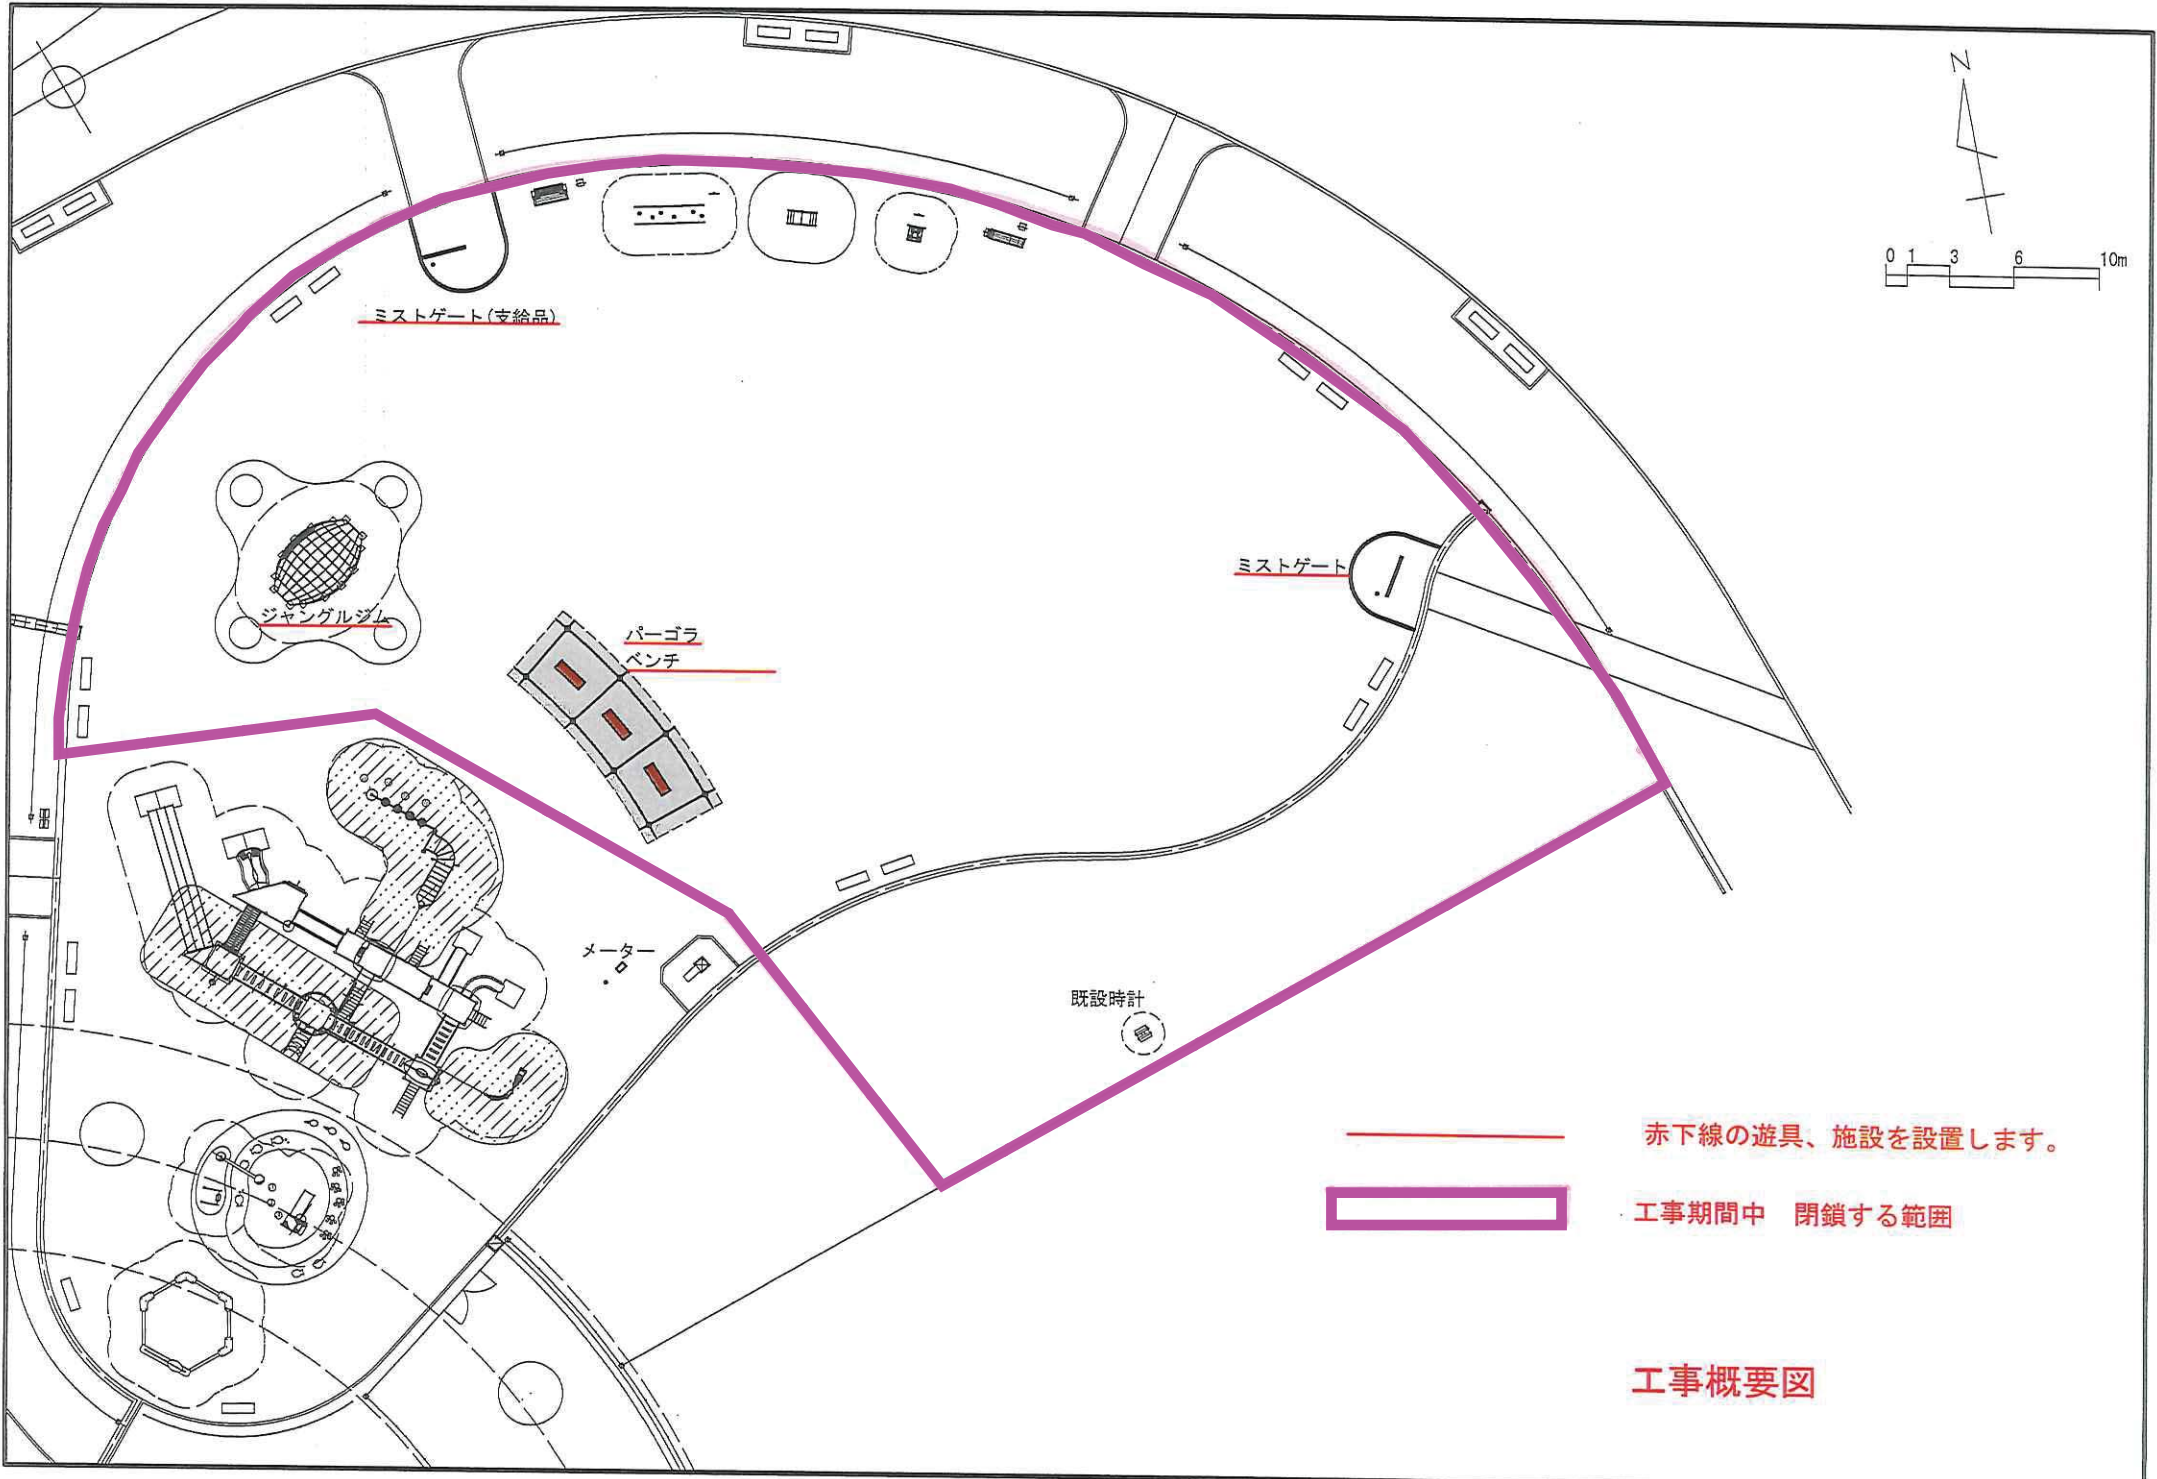 N
0 1 3 6 10m
ミストゲート(支給品)
ミストゲート
ジャングルジム
パーゴラ
ベンチ
メーター
既設時計
赤下線の遊具、施設を設置します。
工事期間中 閉鎖する範囲
工事概要図